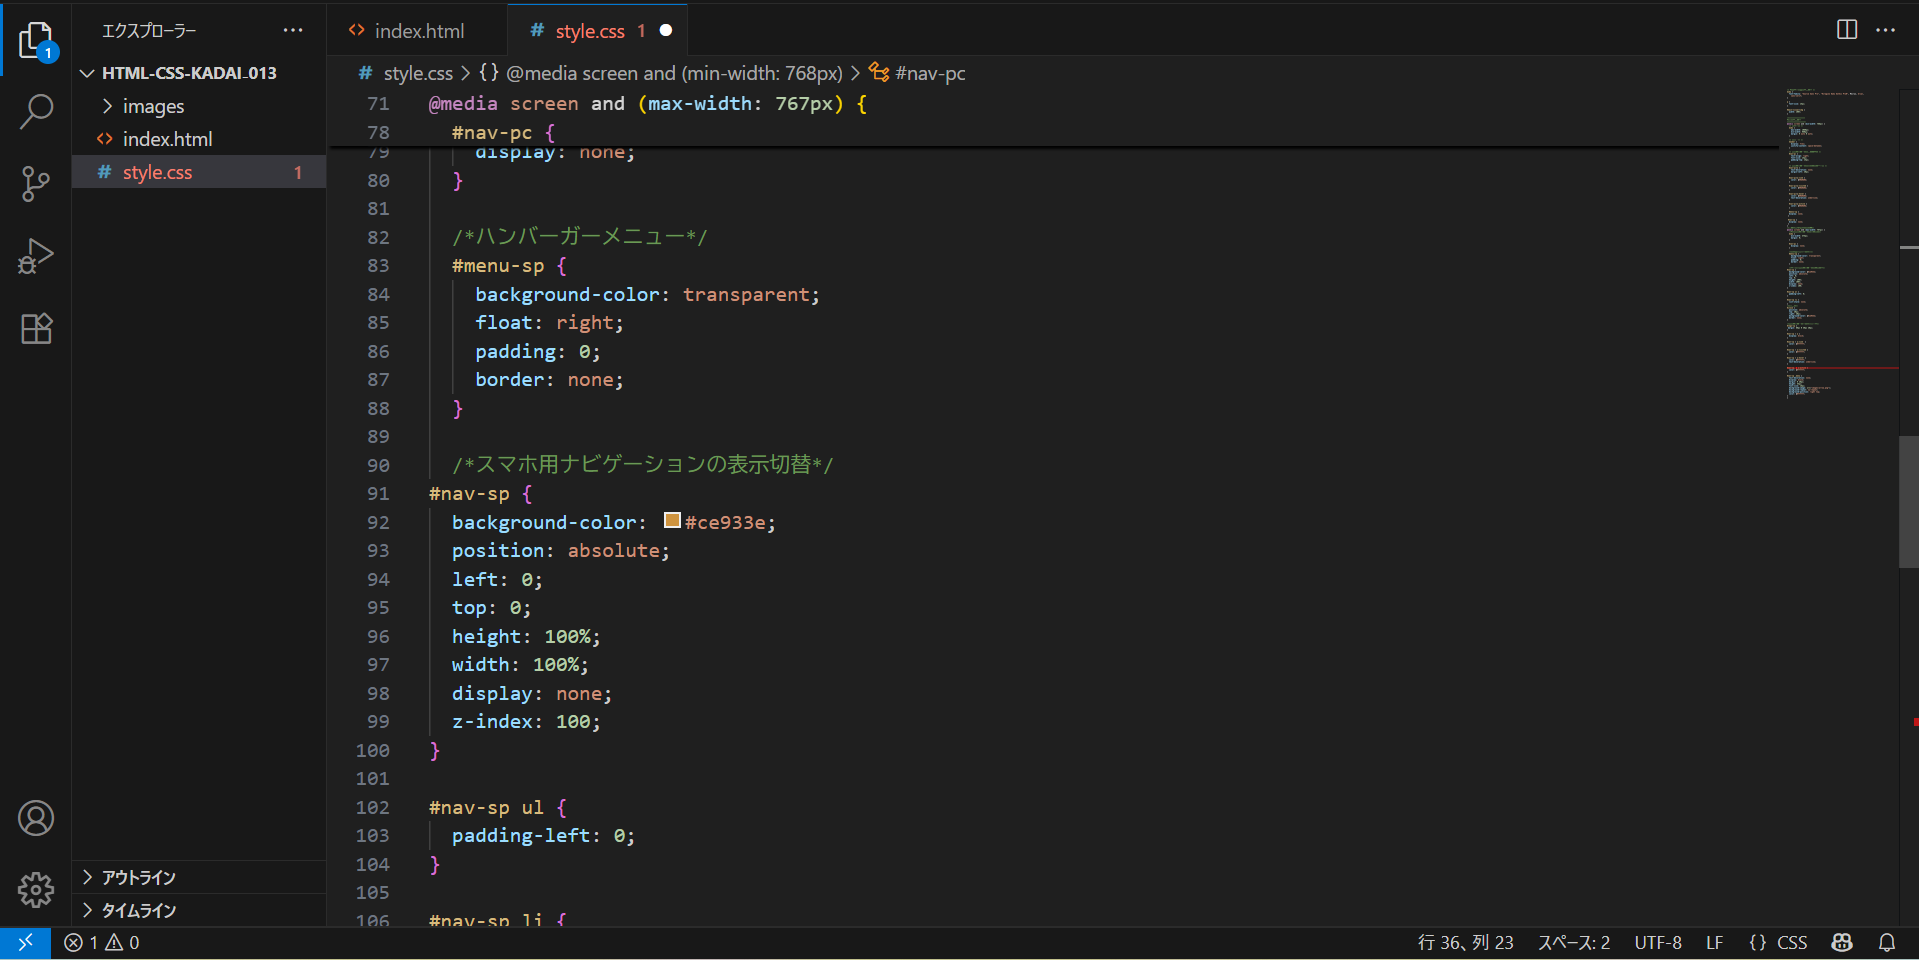 エクスプローラー
HTML-CSS-KADAI-013
images
index.html
style.css 1
アウトライン
タイムライン
index.html
style.css 1
style.css > {} @media screen and (min-width: 768px) > #nav-pc
71 @media screen and (max-width: 767px) {
78 #nav-pc {
79 display: none;
80 }
81
82 /*ハンバーガーメニュー*/
83 #menu-sp {
84 background-color: transparent;
85 float: right;
86 padding: 0;
87 border: none;
88 }
89
90 /*スマホ用ナビゲーションの表示切替*/
91 #nav-sp {
92 background-color: #ce933e;
93 position: absolute;
94 left: 0;
95 top: 0;
96 height: 100%;
97 width: 100%;
98 display: none;
99 z-index: 100;
100 }
101
102 #nav-sp ul {
103 padding-left: 0;
104 }
105
106 #nav-sp li {
1
1 0
行 36、列 23 スペース: 2 UTF-8 LF {} CSS